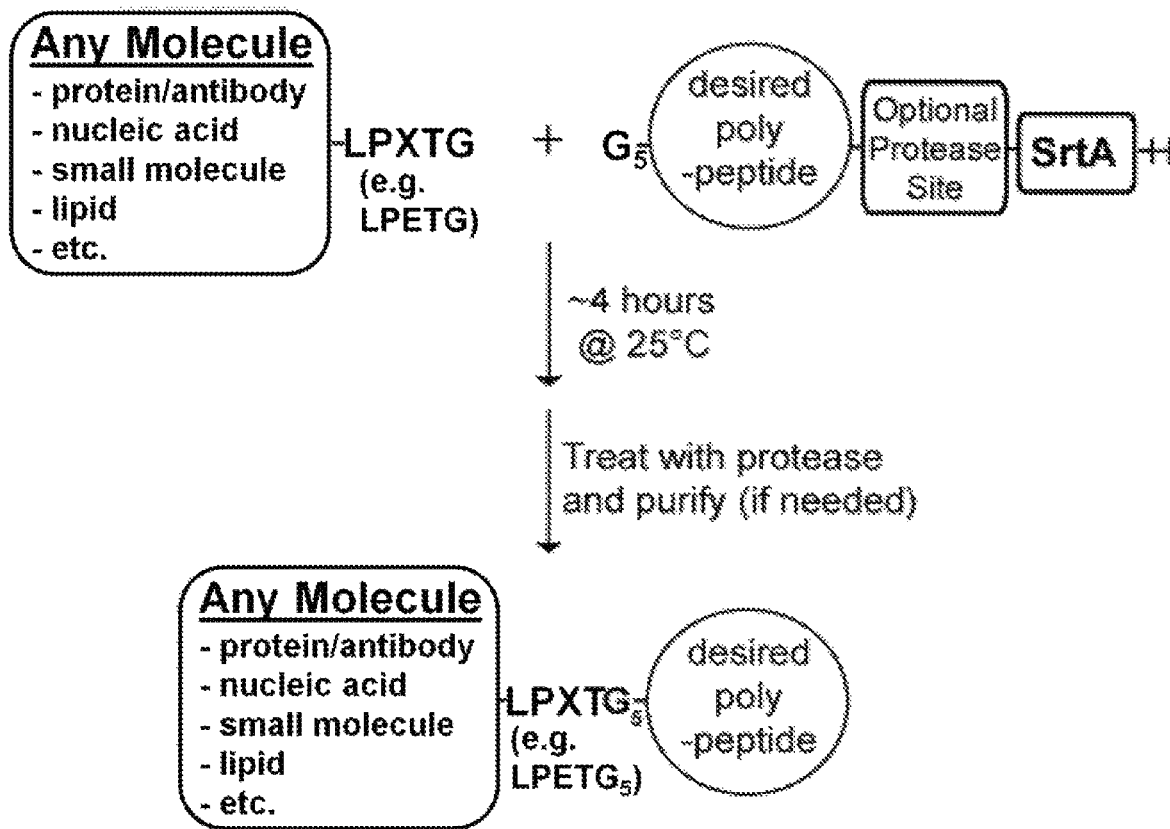 Any Molecule
- protein/antibody
- nucleic acid
- small molecule
- lipid
- etc.
-LPXTG
(e.g.
LPETG)
+
G5
desired
poly
-peptide
Optional
Protease
Site
SrtA
~4 hours
@ 25°C
Treat with protease
and purify (if needed)
Any Molecule
- protein/antibody
- nucleic acid
- small molecule
- lipid
- etc.
LPXTG
(e.g.
LPETG5)
desired
poly
-peptide